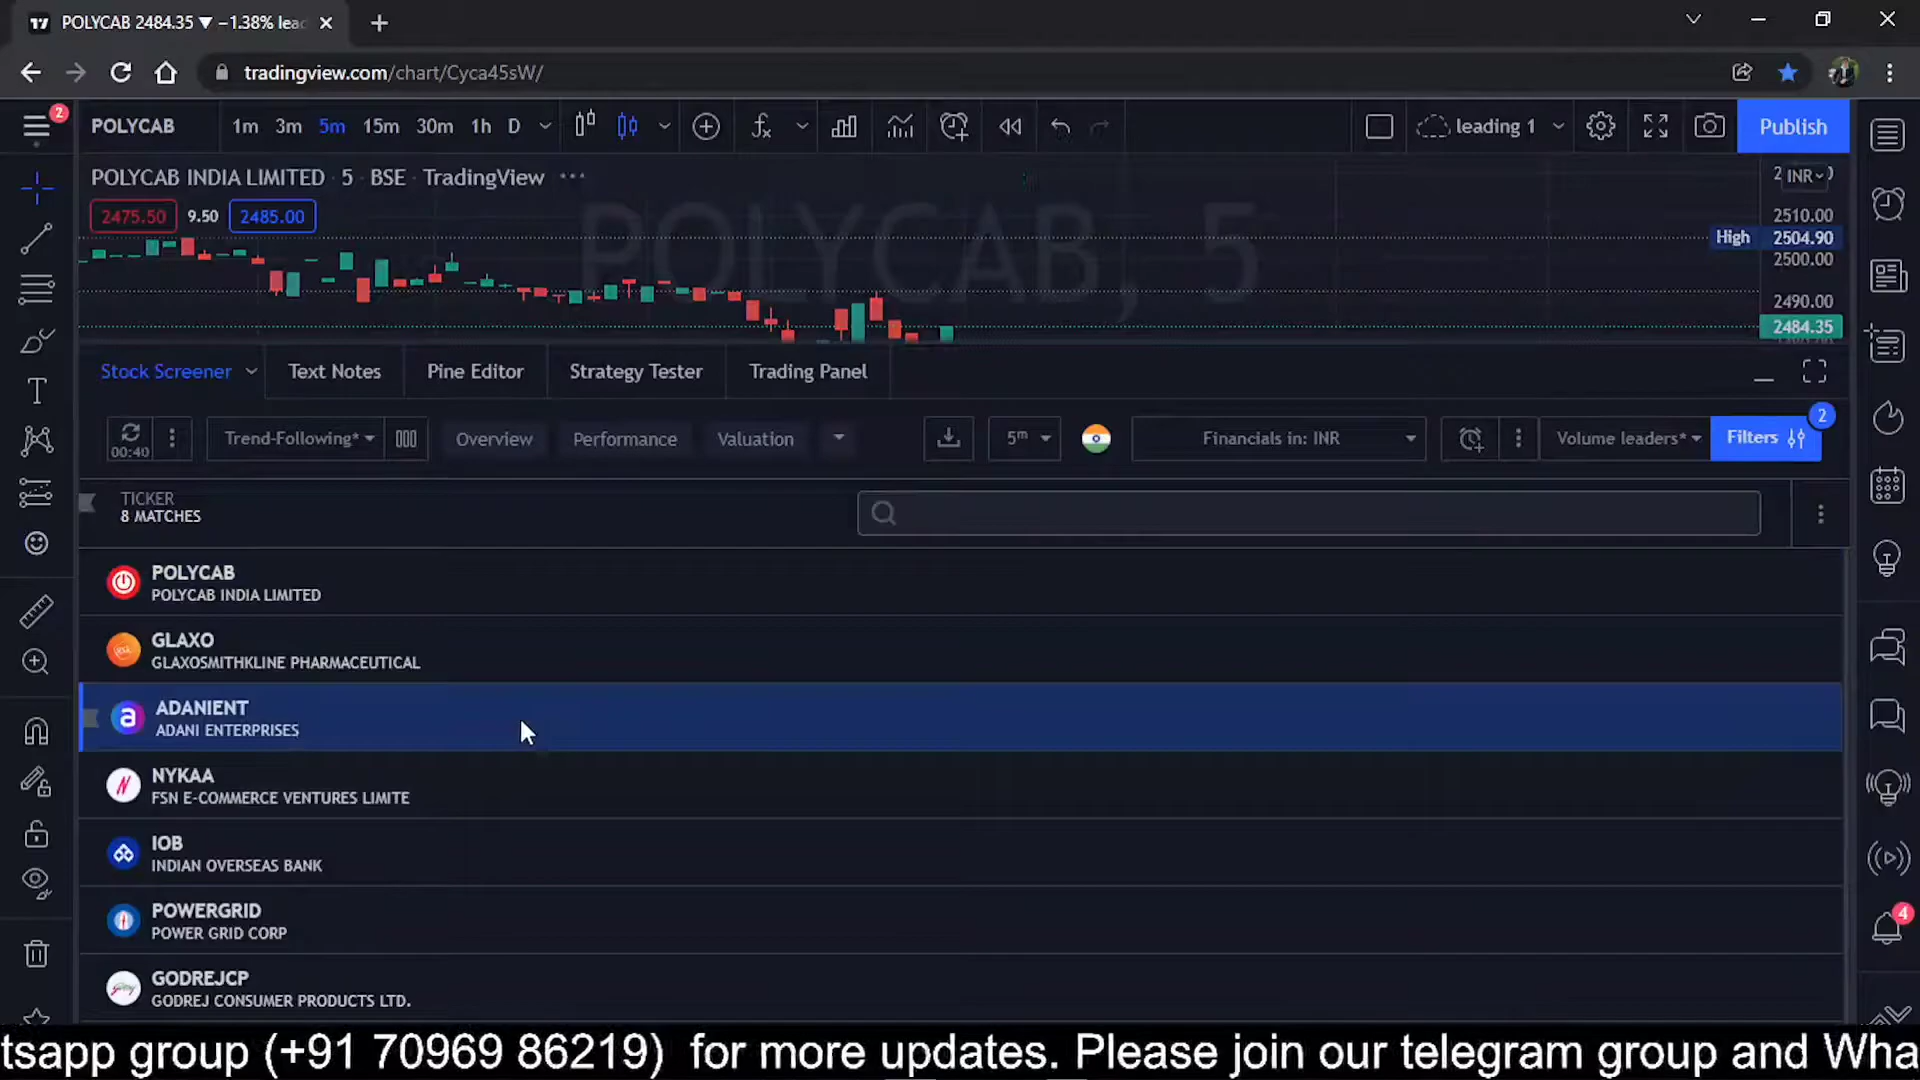 POLYCAB 2484.35 ▼ −1.38% lea
tradingview.com/chart/Cyca45sW/
2
POLYCAB 1m 3m 5m 15m 30m 1h D leading 1 Publish
POLYCAB INDIA LIMITED · 5 · BSE · TradingView
2475.50 9.50 2485.00
POLYCAB, 5
INR
2510.00
High 2504.90
2500.00
2490.00
2484.35
Stock Screener Text Notes Pine Editor Strategy Tester Trading Panel
2
00:40 Trend-Following* Overview Performance Valuation 5m Financials in: INR Volume leaders* Filters
TICKER
8 MATCHES
POLYCAB
POLYCAB INDIA LIMITED
GLAXO
GLAXOSMITHKLINE PHARMACEUTICAL
ADANIENT
ADANI ENTERPRISES
NYKAA
FSN E-COMMERCE VENTURES LIMITE
IOB
INDIAN OVERSEAS BANK
POWERGRID
POWER GRID CORP
4
GODREJCP
GODREJ CONSUMER PRODUCTS LTD.
tsapp group (+91 70969 86219) for more updates. Please join our telegram group and Wha